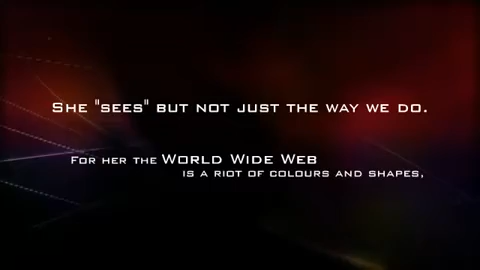 She "sees" but not just the way we do.
For her the World Wide Web
is a riot of colours and shapes,